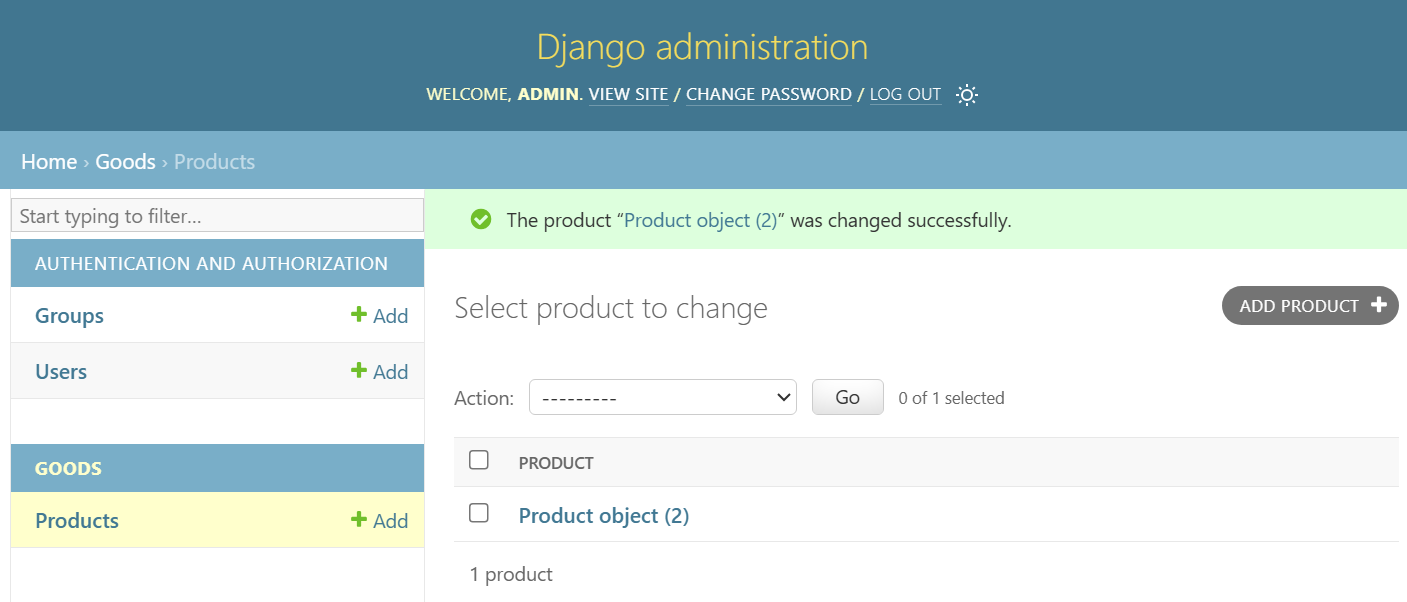 Django administration
WELCOME, ADMIN. VIEW SITE / CHANGE PASSWORD / LOG OUT
Home › Goods › Products
Start typing to filter...
AUTHENTICATION AND AUTHORIZATION
Groups Add
Users Add
GOODS
Products Add
The product “Product object (2)” was changed successfully.
Select product to change
ADD PRODUCT
Action: --------- Go 0 of 1 selected
PRODUCT
Product object (2)
1 product